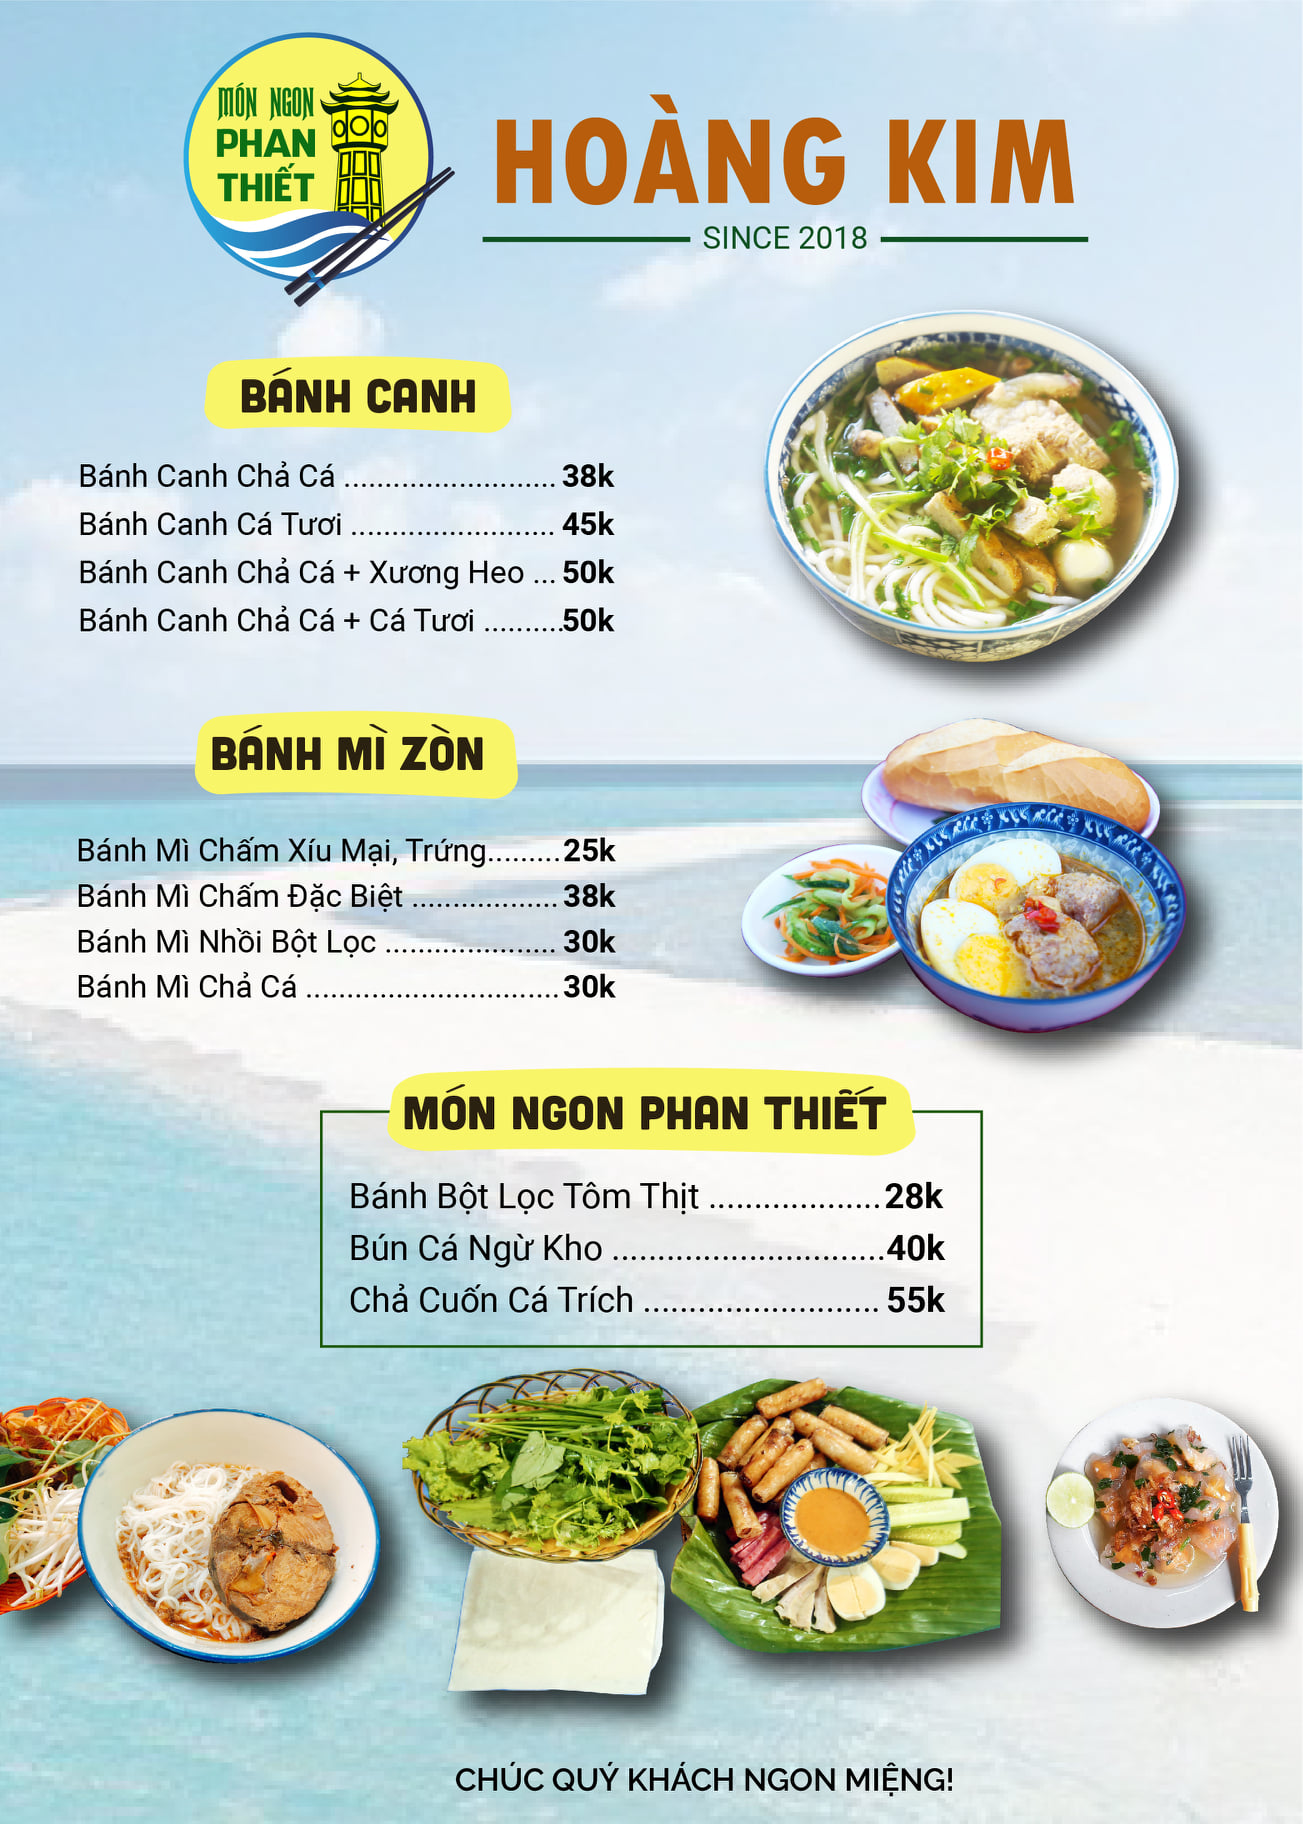 MÓN NGON
PHAN
THIẾT
HOÀNG KIM
SINCE 2018
BÁNH CANH
Bánh Canh Chả Cá .......................... 38k
Bánh Canh Cá Tươi ......................... 45k
Bánh Canh Chả Cá + Xương Heo ... 50k
Bánh Canh Chả Cá + Cá Tươi ..........50k
BÁNH MÌ ZÒN
Bánh Mì Chấm Xíu Mại, Trứng.........25k
Bánh Mì Chấm Đặc Biệt .................. 38k
Bánh Mì Nhồi Bột Lọc ..................... 30k
Bánh Mì Chả Cá ............................... 30k
MÓN NGON PHAN THIẾT
Bánh Bột Lọc Tôm Thịt ................... 28k
Bún Cá Ngừ Kho ..............................40k
Chả Cuốn Cá Trích .......................... 55k
CHÚC QUÝ KHÁCH NGON MIỆNG!